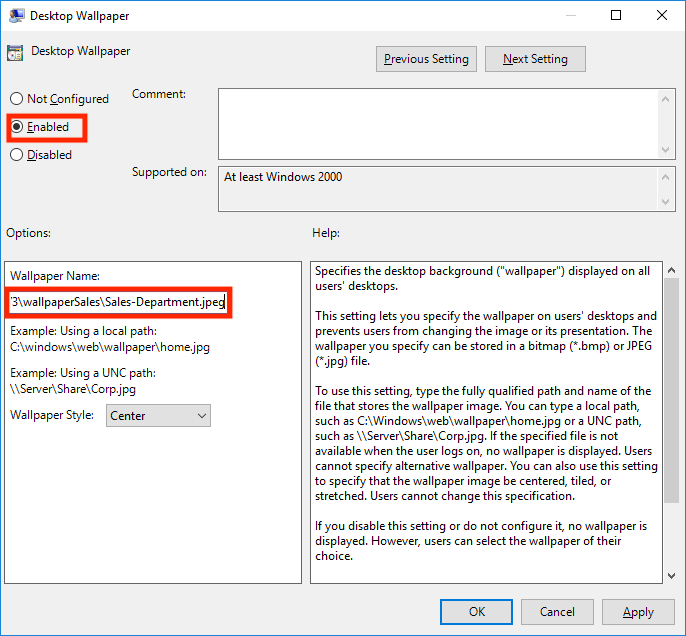 Desktop Wallpaper
Desktop Wallpaper
Previous Setting
Next Setting
Not Configured
Comment:
Enabled
Disabled
Supported on:
At least Windows 2000
Options:
Help:
Wallpaper Name:
3\wallpaperSales\Sales-Department.jpeg
Example: Using a local path:
C:\windows\web\wallpaper\home.jpg
Example: Using a UNC path:
\\Server\Share\Corp.jpg
Wallpaper Style:
Center
Specifies the desktop background ("wallpaper") displayed on all
users' desktops.
This setting lets you specify the wallpaper on users' desktops and
prevents users from changing the image or its presentation. The
wallpaper you specify can be stored in a bitmap (*.bmp) or JPEG
(*.jpg) file.
To use this setting, type the fully qualified path and name of the
file that stores the wallpaper image. You can type a local path,
such as C:\Windows\web\wallpaper\home.jpg or a UNC path,
such as \\Server\Share\Corp.jpg. If the specified file is not
available when the user logs on, no wallpaper is displayed. Users
cannot specify alternative wallpaper. You can also use this setting
to specify that the wallpaper image be centered, tiled, or
stretched. Users cannot change this specification.
If you disable this setting or do not configure it, no wallpaper is
displayed. However, users can select the wallpaper of their
choice.
OK
Cancel
Apply